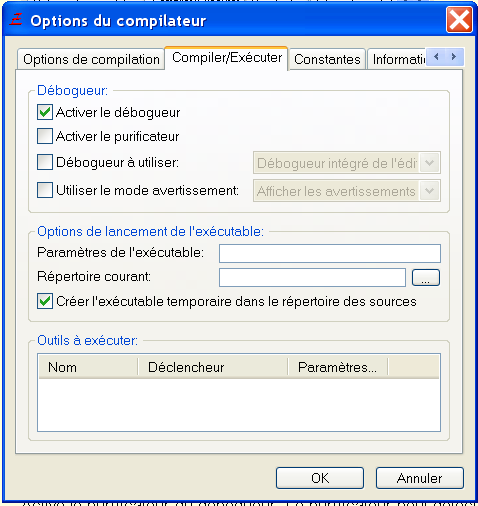 Options du compilateur
Options de compilation Compiler/Exécuter Constantes Informati
Débogueur:
Activer le débogueur
Activer le purificateur
Débogueur à utiliser: Débogueur intégré de l'édi
Utiliser le mode avertissement: Afficher les avertissements
Options de lancement de l'exécutable:
Paramètres de l'exécutable:
Répertoire courant: ...
Créer l'exécutable temporaire dans le répertoire des sources
Outils à exécuter:
Nom Déclencheur Paramètres...
OK Annuler